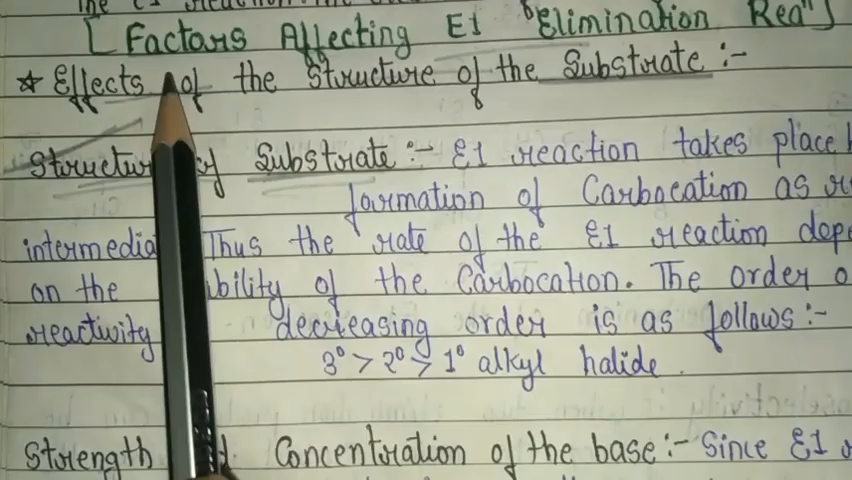 [Factors Affecting E1 Elimination Reaⁿ]
* Effects of the Structure of the Substrate :-
Structure of Substrate :- E1 reaction takes place
formation of Carbocation as
intermedia Thus the rate of the E1 reaction
on the bility of the Carbocation. The order
reactivity decreasing order is as follows :-
3° > 2° > 1° alkyl halide.
Strength Concentration of the base :- Since E1